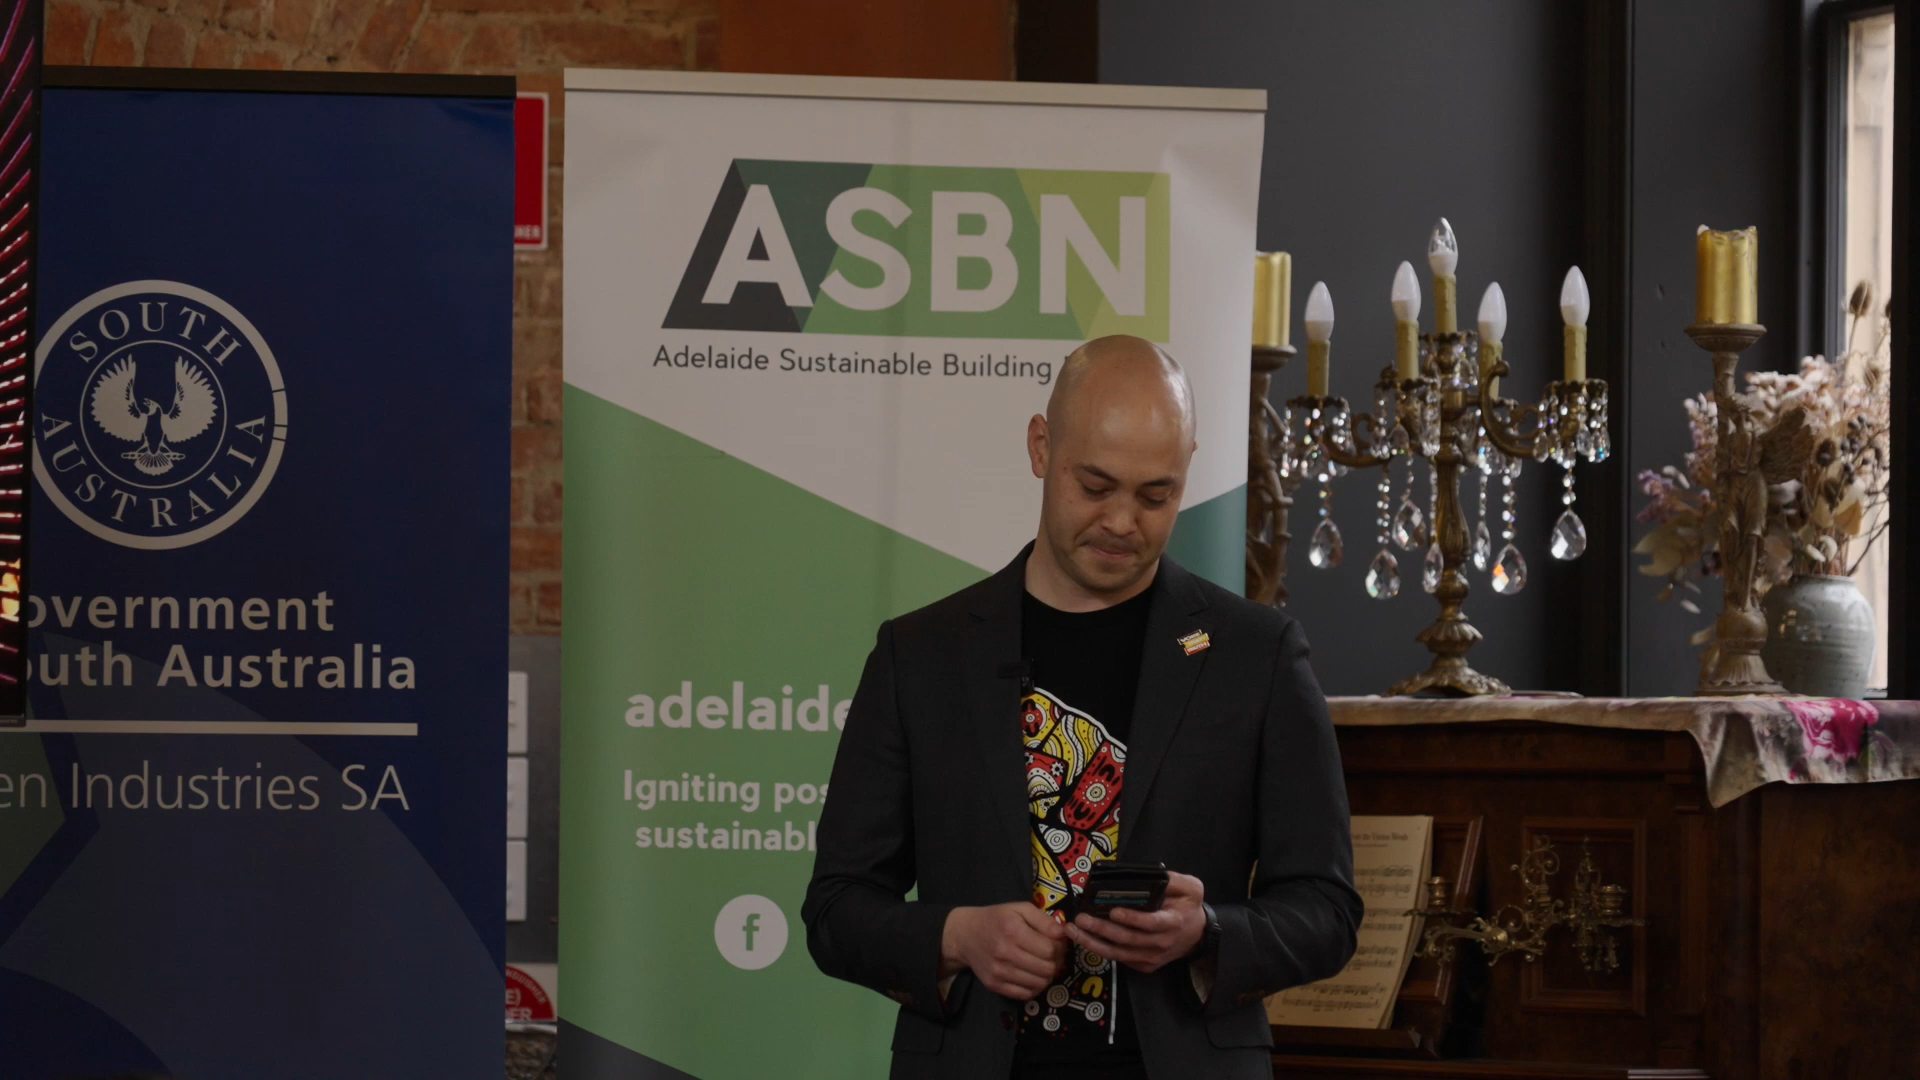 SOUTH
AUSTRALIA
overnment
outh Australia
en Industries SA
ASBN
Adelaide Sustainable Building
adelaide
Igniting pos
sustainabl
f